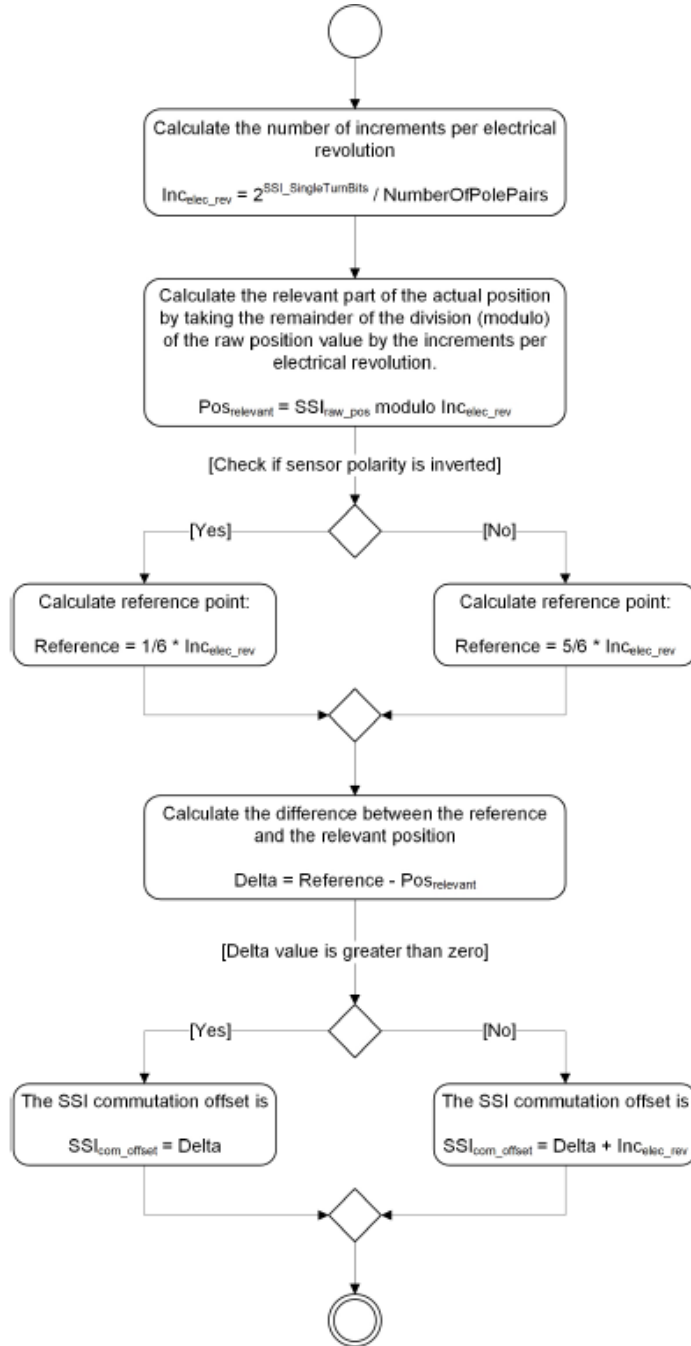 Calculate the number of increments per electrical
revolution
Inc_elec_rev = 2^SSI_SingleTurnBits / NumberOfPolePairs
Calculate the relevant part of the actual position
by taking the remainder of the division (modulo)
of the raw position value by the increments per
electrical revolution.
Pos_relevant = SSI_raw_pos modulo Inc_elec_rev
[Check if sensor polarity is inverted]
[Yes]
[No]
Calculate reference point:
Reference = 1/6 * Inc_elec_rev
Calculate reference point:
Reference = 5/6 * Inc_elec_rev
Calculate the difference between the reference
and the relevant position
Delta = Reference - Pos_relevant
[Delta value is greater than zero]
[Yes]
[No]
The SSI commutation offset is
SSI_com_offset = Delta
The SSI commutation offset is
SSI_com_offset = Delta + Inc_elec_rev